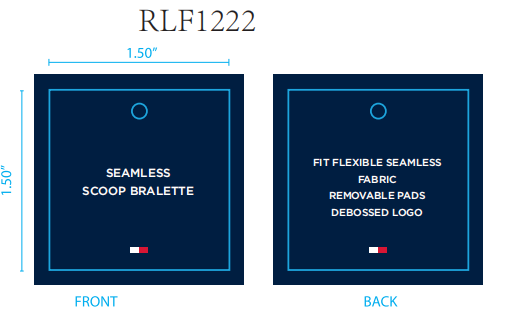 RLF1222
1.50"
1.50"
SEAMLESS
SCOOP BRALETTE
FIT FLEXIBLE SEAMLESS
FABRIC
REMOVABLE PADS
DEBOSSED LOGO
FRONT
BACK